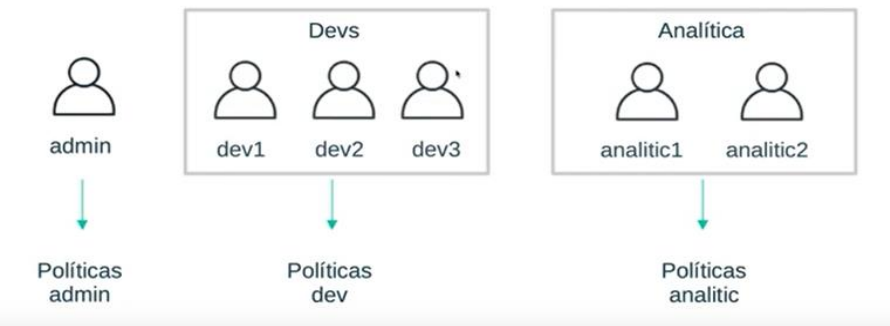 Devs
Analítica
admin
dev1
dev2
dev3
analitic1
analitic2
Políticas
admin
Políticas
dev
Políticas
analitic